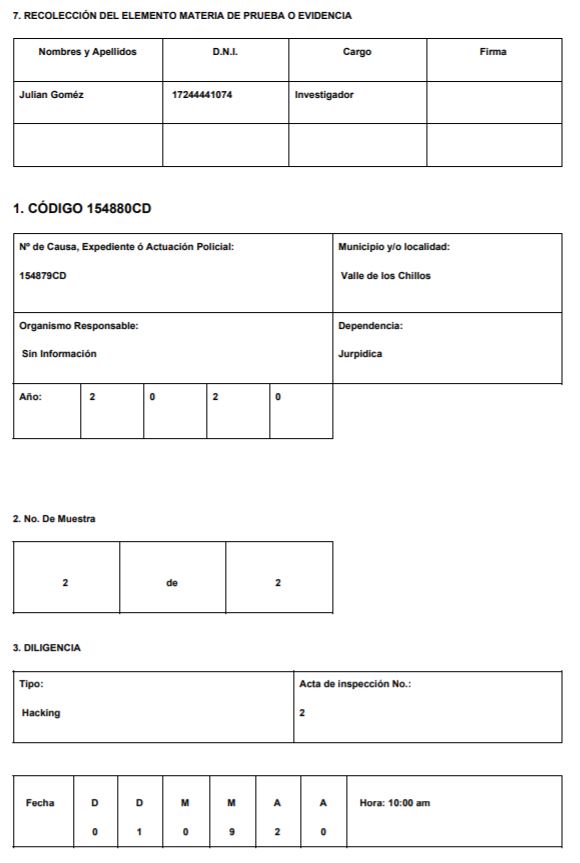 7. RECOLECCIÓN DEL ELEMENTO MATERIA DE PRUEBA O EVIDENCIA
Nombres y Apellidos D.N.I. Cargo Firma
Julian Goméz 17244441074 Investigador
1. CÓDIGO 154880CD
Nº de Causa, Expediente ó Actuación Policial: Municipio y/o localidad:
154879CD Valle de los Chillos
Organismo Responsable: Dependencia:
Sin Información Jurpidica
Año: 2 0 2 0
2. No. De Muestra
2 de 2
3. DILIGENCIA
Tipo: Acta de inspección No.:
Hacking 2
Fecha D D M M A A Hora: 10:00 am
0 1 0 9 2 0